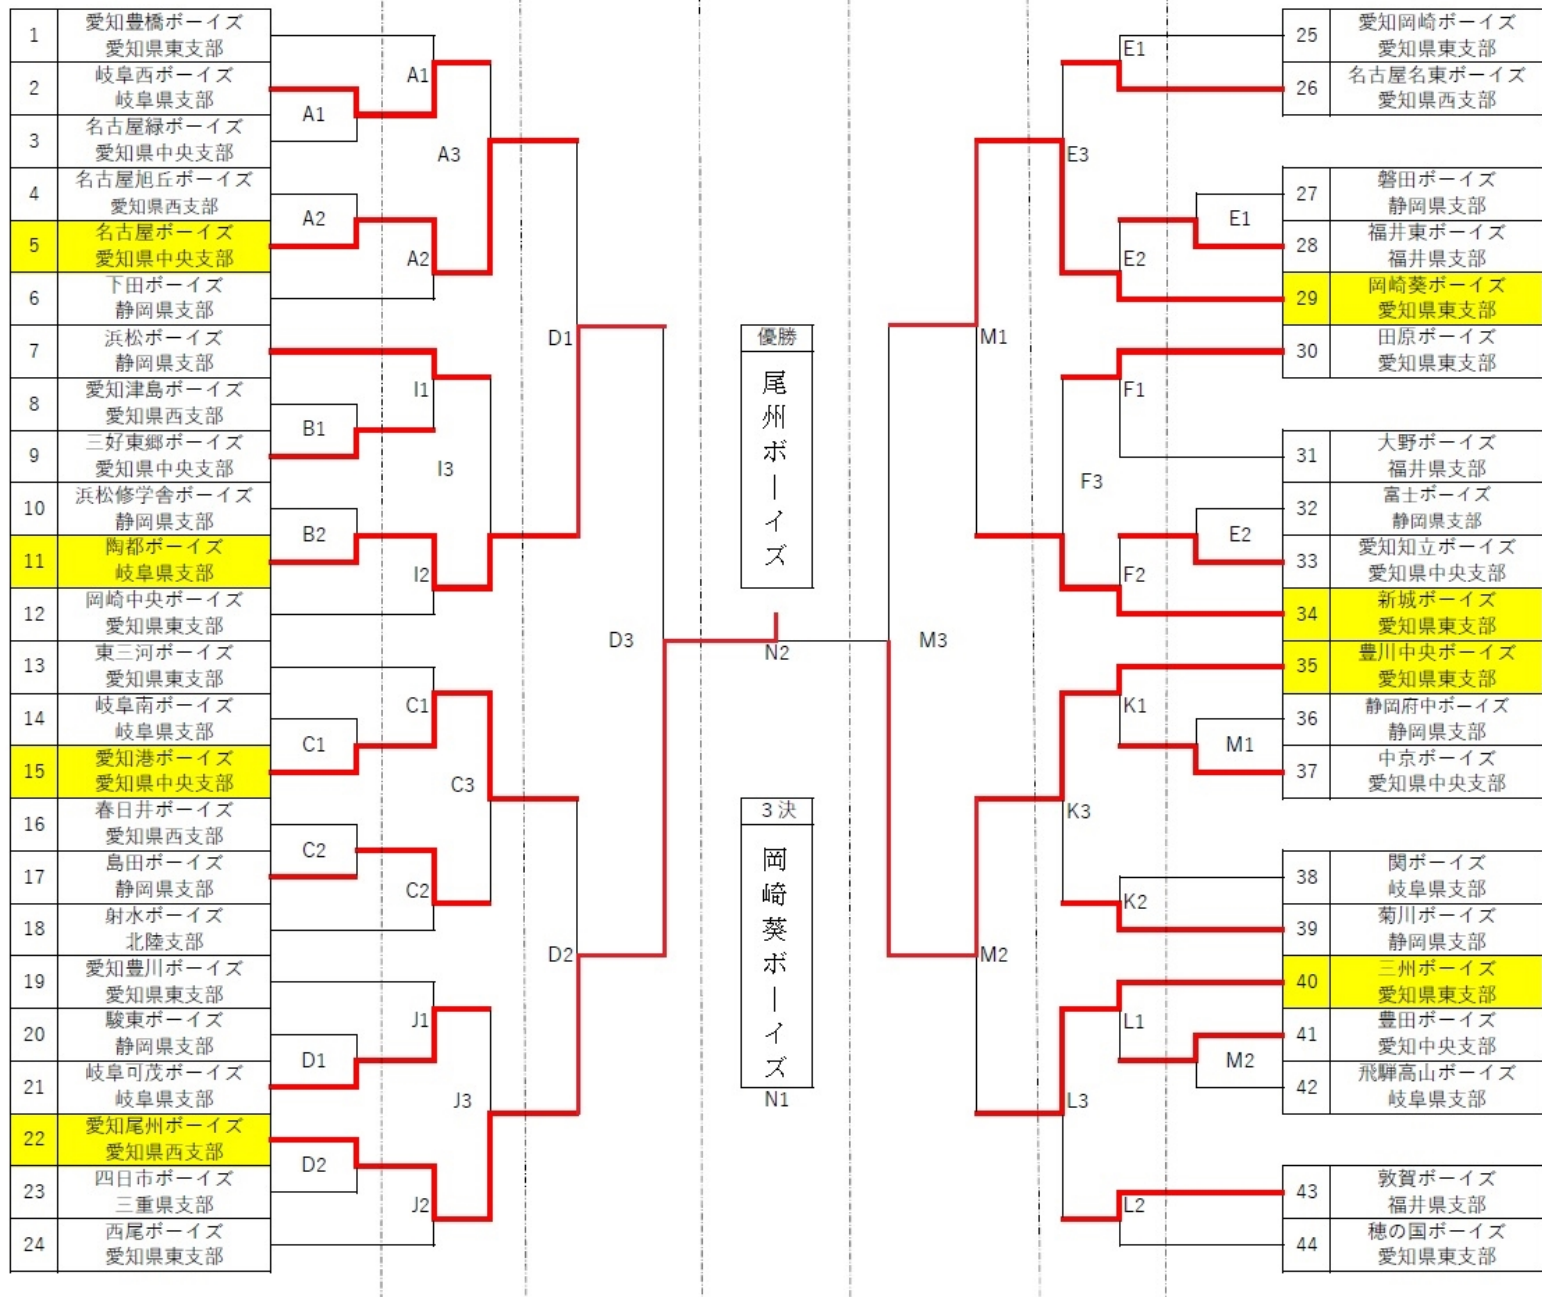 1
愛知豊橋ボーイズ
愛知県東支部
2
岐阜西ボーイズ
岐阜県支部
3
名古屋緑ボーイズ
愛知県中央支部
4
名古屋旭丘ボーイズ
愛知県西支部
5
名古屋ボーイズ
愛知県中央支部
6
下田ボーイズ
静岡県支部
7
浜松ボーイズ
静岡県支部
8
愛知津島ボーイズ
愛知県西支部
9
三好東郷ボーイズ
愛知県中央支部
10
浜松修学舎ボーイズ
静岡県支部
11
陶都ボーイズ
岐阜県支部
12
岡崎中央ボーイズ
愛知県東支部
13
東三河ボーイズ
愛知県東支部
14
岐阜南ボーイズ
岐阜県支部
15
愛知港ボーイズ
愛知県中央支部
16
春日井ボーイズ
愛知県西支部
17
島田ボーイズ
静岡県支部
18
射水ボーイズ
北陸支部
19
愛知豊川ボーイズ
愛知県東支部
20
駿東ボーイズ
静岡県支部
21
岐阜可茂ボーイズ
岐阜県支部
22
愛知尾州ボーイズ
愛知県西支部
23
四日市ボーイズ
三重県支部
24
西尾ボーイズ
愛知県東支部
A1
A2
B1
B2
C1
C2
D1
D2
A1
A2
I1
I2
C1
C2
J1
J2
A3
I3
C3
J3
D1
D2
D3
優勝
尾州ボーイズ
N2
3決
岡崎葵ボーイズ
N1
M3
M1
M2
E3
F3
K3
L3
E1
E2
F1
F2
K1
K2
L1
L2
E1
E2
M1
M2
25
愛知岡崎ボーイズ
愛知県東支部
26
名古屋名東ボーイズ
愛知県西支部
27
磐田ボーイズ
静岡県支部
28
福井東ボーイズ
福井県支部
29
岡崎葵ボーイズ
愛知県東支部
30
田原ボーイズ
愛知県東支部
31
大野ボーイズ
福井県支部
32
富士ボーイズ
静岡県支部
33
愛知知立ボーイズ
愛知県中央支部
34
新城ボーイズ
愛知県東支部
35
豊川中央ボーイズ
愛知県東支部
36
静岡府中ボーイズ
静岡県支部
37
中京ボーイズ
愛知県中央支部
38
関ボーイズ
岐阜県支部
39
菊川ボーイズ
静岡県支部
40
三州ボーイズ
愛知県東支部
41
豊田ボーイズ
愛知中央支部
42
飛騨高山ボーイズ
岐阜県支部
43
敦賀ボーイズ
福井県支部
44
穂の国ボーイズ
愛知県東支部